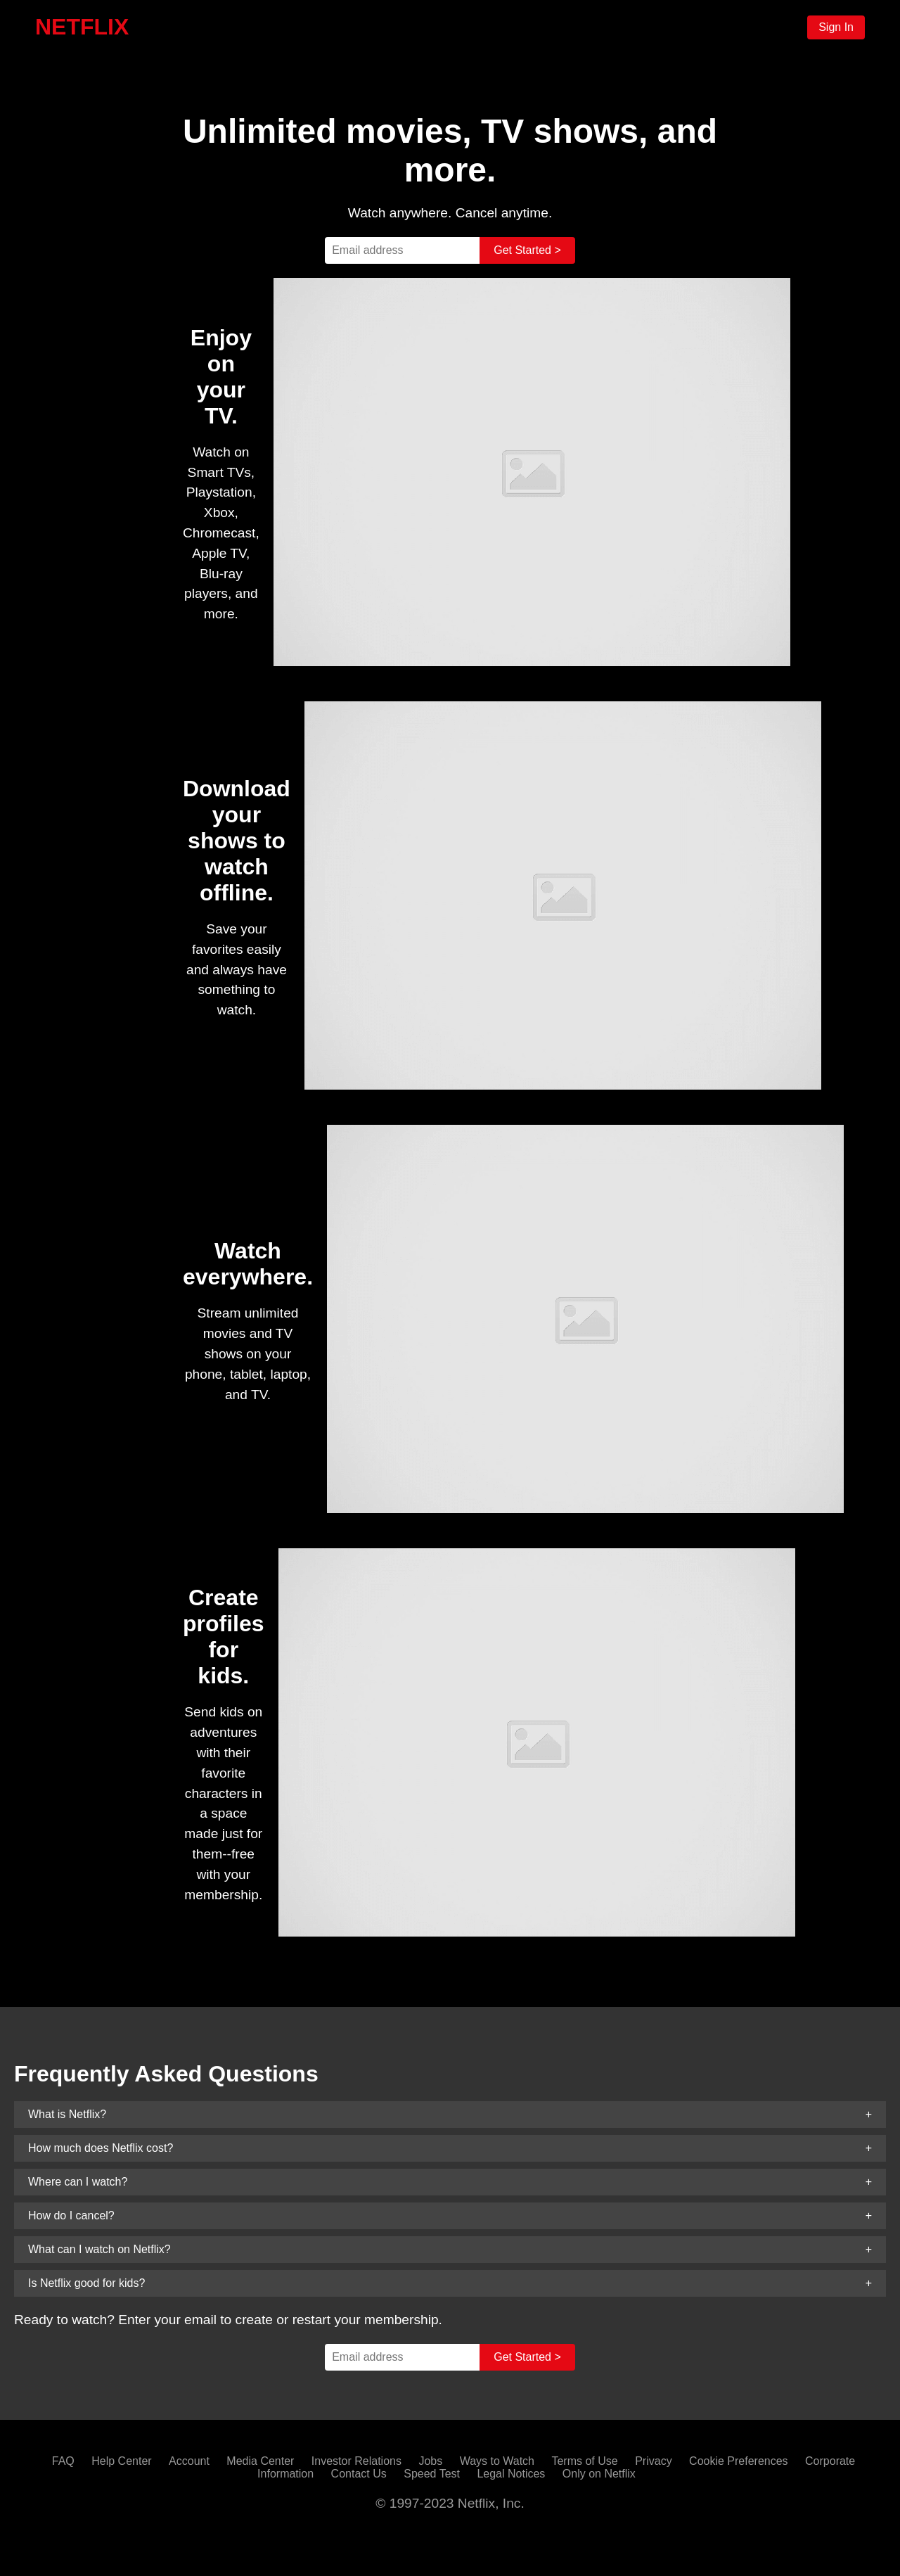 NETFLIX
Sign In
Unlimited movies, TV shows, and
more.
Watch anywhere. Cancel anytime.
Email address
Get Started >
Enjoy
on
your
TV.
Watch on
Smart TVs,
Playstation,
Xbox,
Chromecast,
Apple TV,
Blu-ray
players, and
more.
Download
your
shows to
watch
offline.
Save your
favorites easily
and always have
something to
watch.
Watch
everywhere.
Stream unlimited
movies and TV
shows on your
phone, tablet, laptop,
and TV.
Create
profiles
for
kids.
Send kids on
adventures
with their
favorite
characters in
a space
made just for
them--free
with your
membership.
Frequently Asked Questions
What is Netflix? +
How much does Netflix cost? +
Where can I watch? +
How do I cancel? +
What can I watch on Netflix? +
Is Netflix good for kids? +
Ready to watch? Enter your email to create or restart your membership.
Email address
Get Started >
FAQ Help Center Account Media Center Investor Relations Jobs Ways to Watch Terms of Use Privacy Cookie Preferences Corporate
Information Contact Us Speed Test Legal Notices Only on Netflix
© 1997-2023 Netflix, Inc.